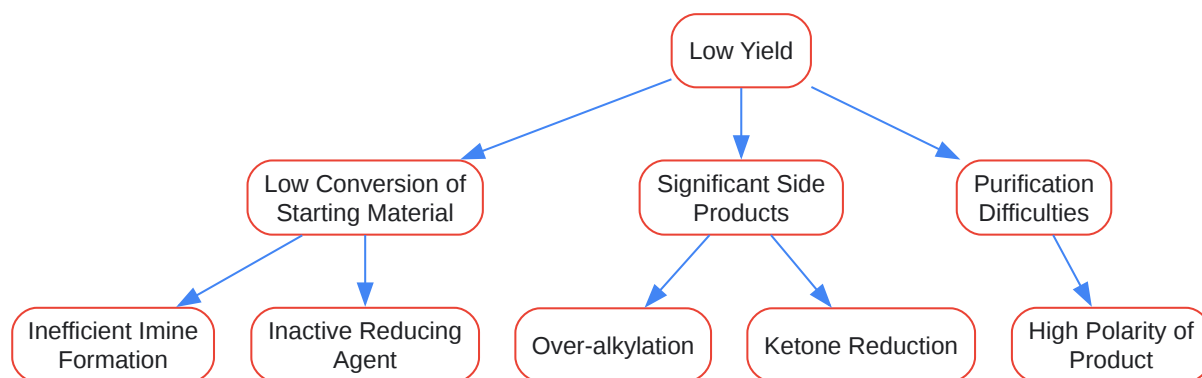 Low Yield
Low Conversion of
Starting Material
Significant Side
Products
Purification
Difficulties
Inefficient Imine
Formation
Inactive Reducing
Agent
Over-alkylation
Ketone Reduction
High Polarity of
Product